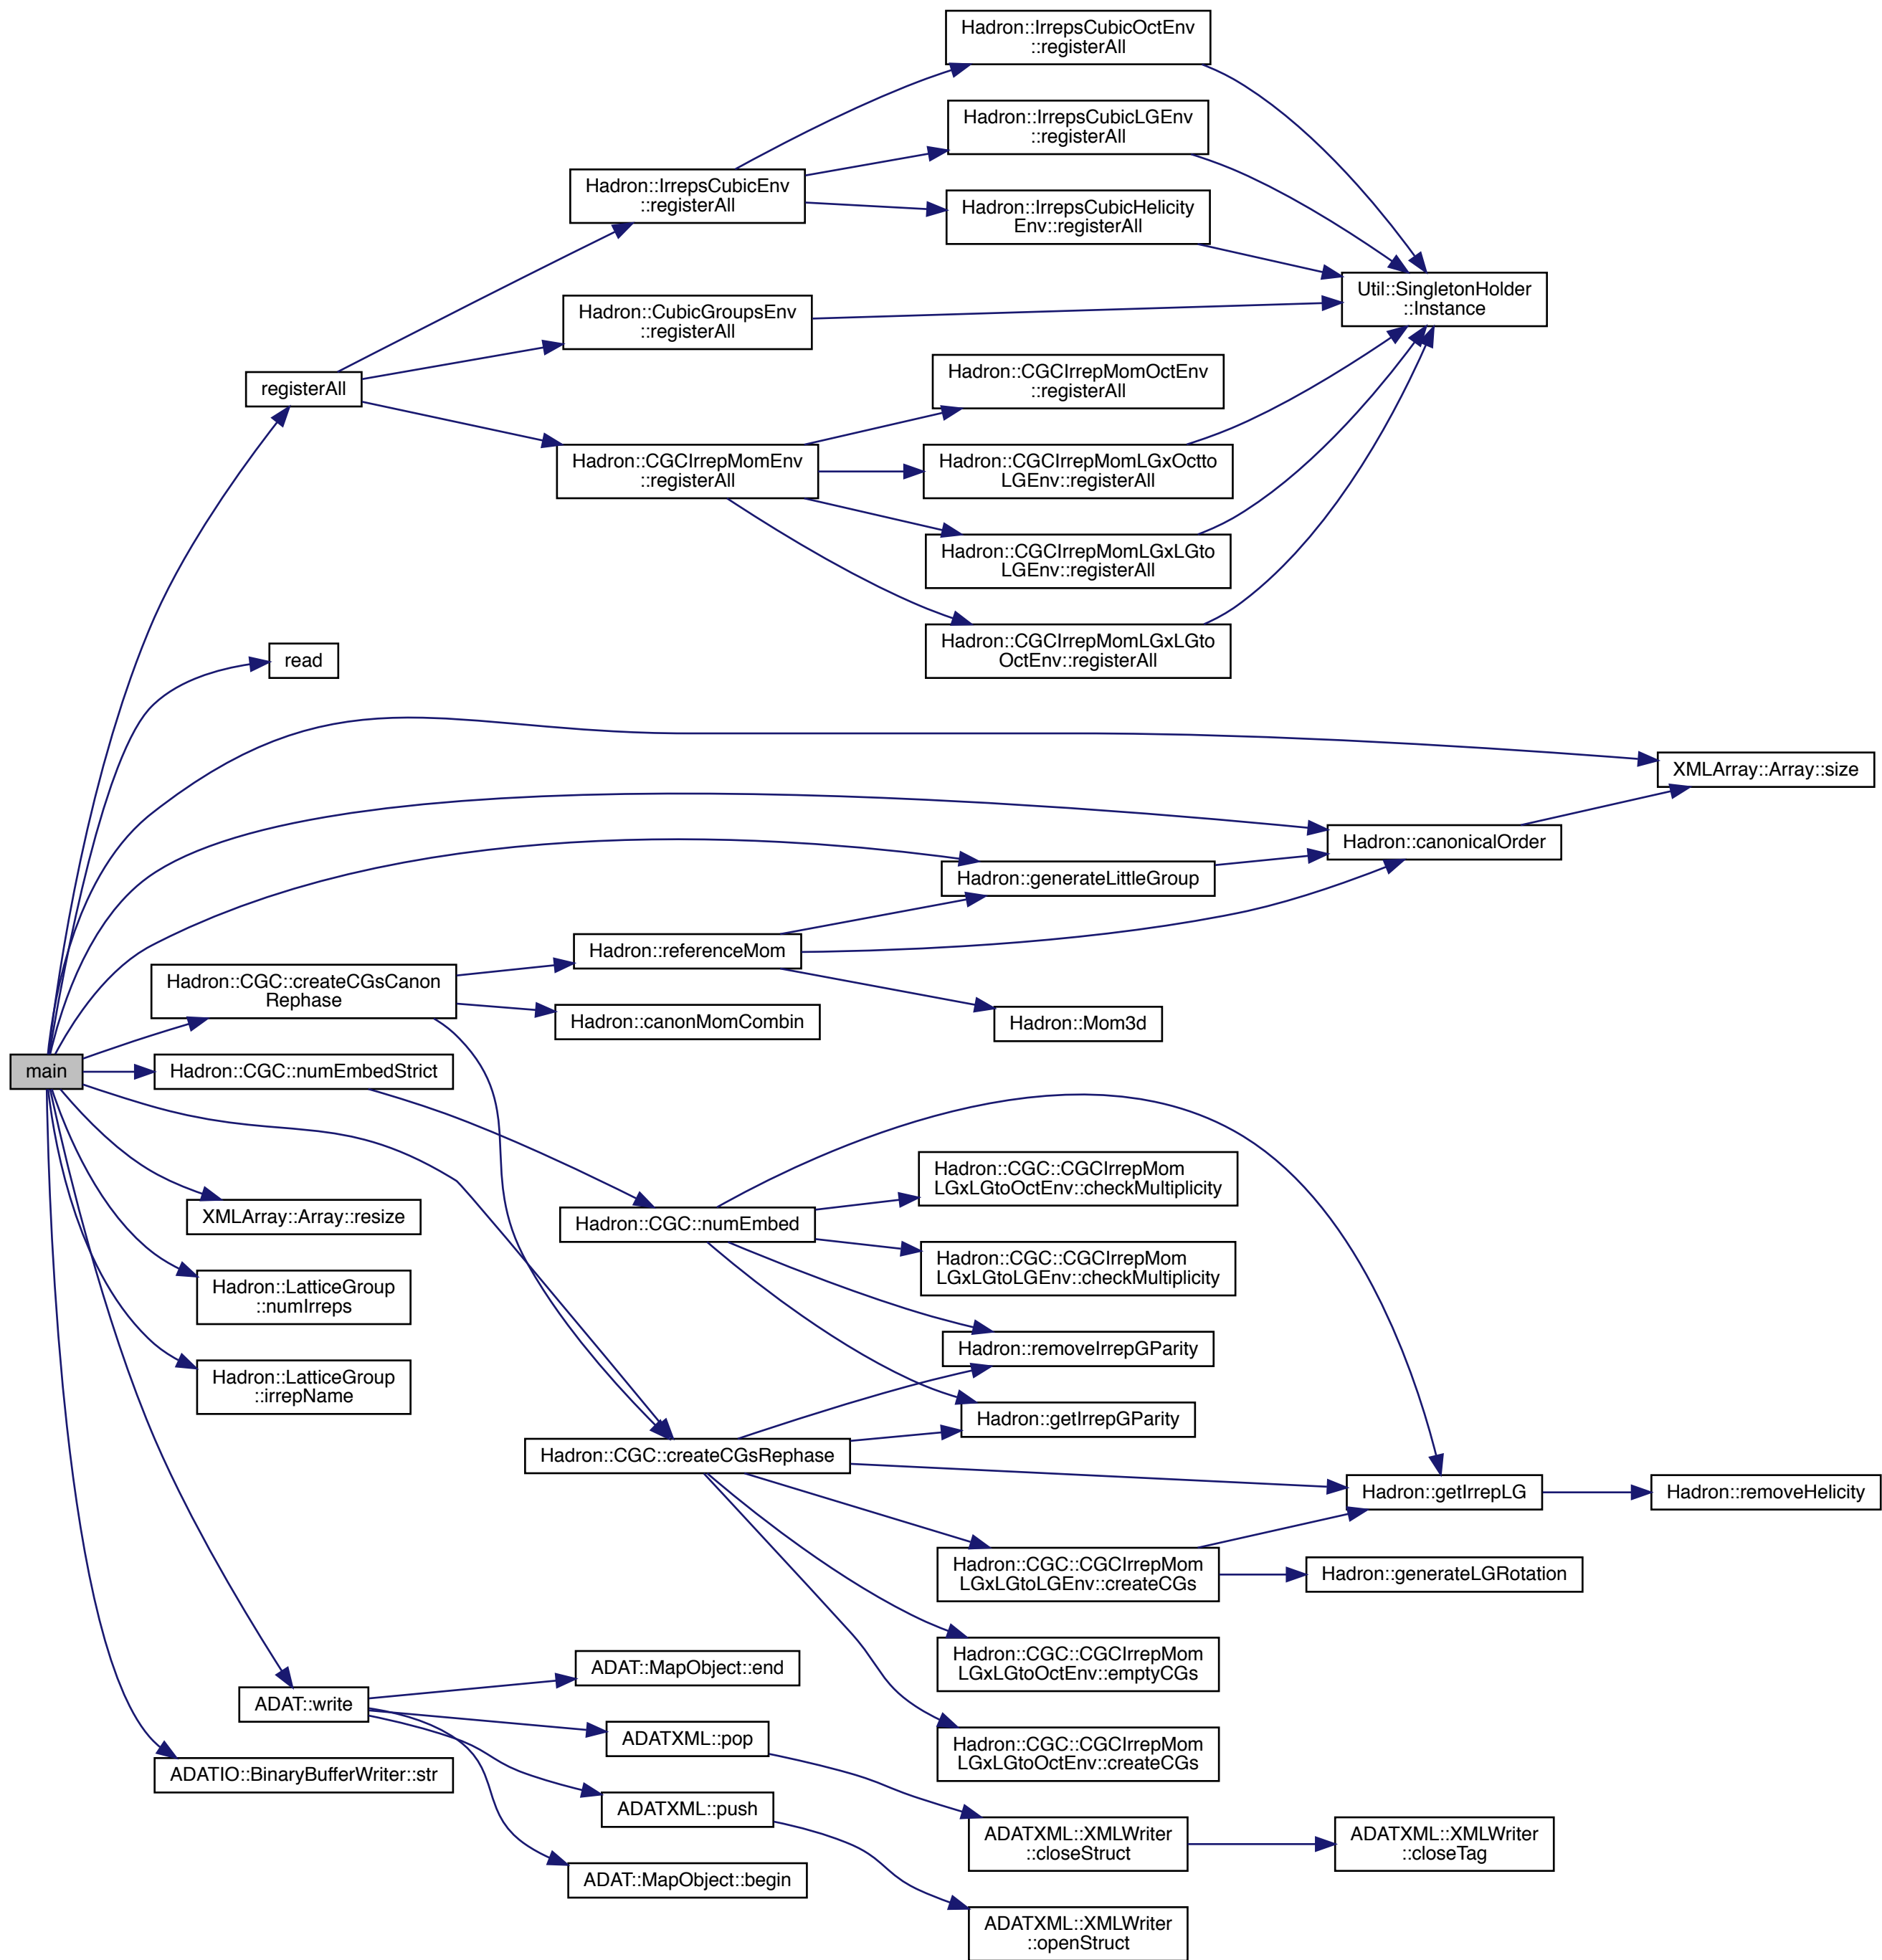 Hadron::IrrepsCubicOctEnv
::registerAll
Hadron::IrrepsCubicLGEnv
::registerAll
Hadron::IrrepsCubicEnv
::registerAll
Hadron::IrrepsCubicHelicity
Env::registerAll
Util::SingletonHolder
::Instance
Hadron::CubicGroupsEnv
::registerAll
registerAll
Hadron::CGCIrrepMomOctEnv
::registerAll
Hadron::CGCIrrepMomEnv
::registerAll
Hadron::CGCIrrepMomLGxOctto
LGEnv::registerAll
Hadron::CGCIrrepMomLGxLGto
LGEnv::registerAll
Hadron::CGCIrrepMomLGxLGto
OctEnv::registerAll
read
XMLArray::Array::size
Hadron::canonicalOrder
Hadron::generateLittleGroup
Hadron::referenceMom
Hadron::CGC::createCGsCanon
Rephase
Hadron::canonMomCombin
Hadron::Mom3d
main
Hadron::CGC::numEmbedStrict
Hadron::CGC::CGCIrrepMom
LGxLGtoOctEnv::checkMultiplicity
XMLArray::Array::resize
Hadron::CGC::numEmbed
Hadron::CGC::CGCIrrepMom
LGxLGtoLGEnv::checkMultiplicity
Hadron::LatticeGroup
::numIrreps
Hadron::removeIrrepGParity
Hadron::LatticeGroup
::irrepName
Hadron::getIrrepGParity
Hadron::CGC::createCGsRephase
Hadron::getIrrepLG
Hadron::removeHelicity
Hadron::CGC::CGCIrrepMom
LGxLGtoLGEnv::createCGs
Hadron::generateLGRotation
Hadron::CGC::CGCIrrepMom
LGxLGtoOctEnv::emptyCGs
ADAT::MapObject::end
ADAT::write
ADATXML::pop
Hadron::CGC::CGCIrrepMom
LGxLGtoOctEnv::createCGs
ADATIO::BinaryBufferWriter::str
ADATXML::push
ADATXML::XMLWriter
::closeStruct
ADATXML::XMLWriter
::closeTag
ADAT::MapObject::begin
ADATXML::XMLWriter
::openStruct